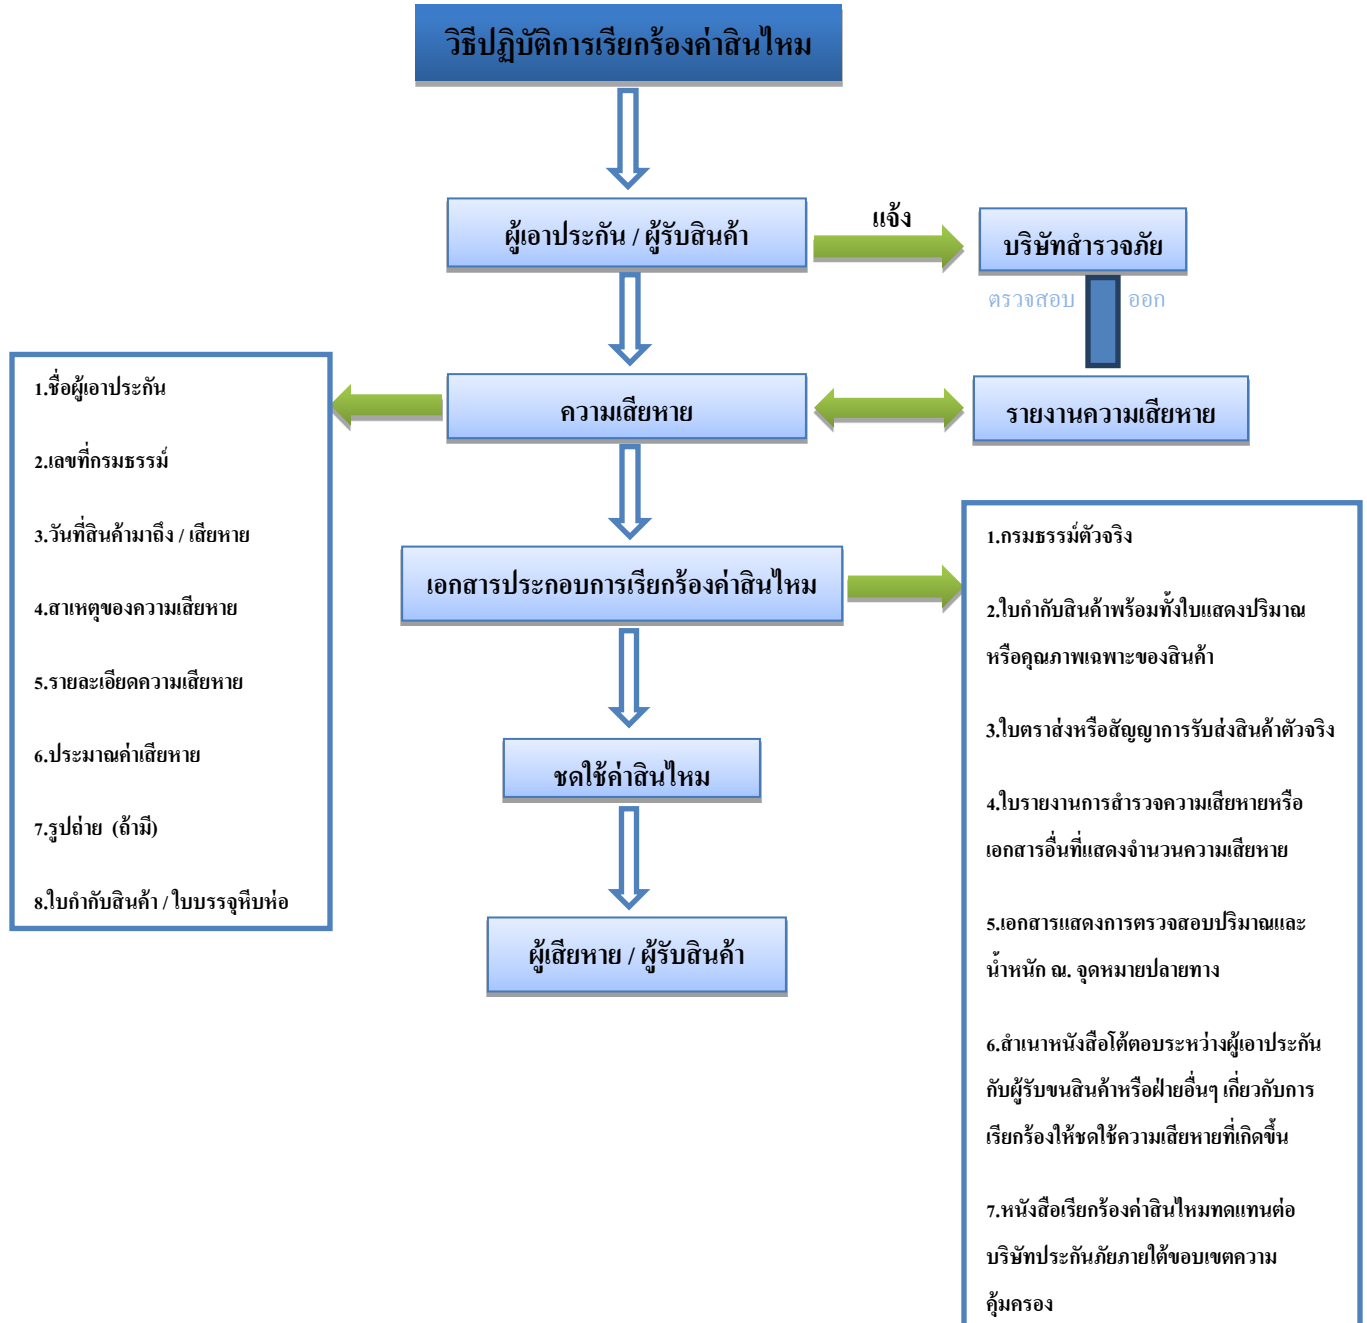 วิธีปฏิบัติการเรียกร้องค่าสินไหม
ผู้เอาประกัน / ผู้รับสินค้า
แจ้ง
บริษัทสำรวจภัย
ตรวจสอบ
ออก
ความเสียหาย
รายงานความเสียหาย
1.ชื่อผู้เอาประกัน
2.เลขที่กรมธรรม์
3.วันที่สินค้ามาถึง / เสียหาย
4.สาเหตุของความเสียหาย
5.รายละเอียดความเสียหาย
6.ประมาณค่าเสียหาย
7.รูปถ่าย (ถ้ามี)
8.ใบกำกับสินค้า / ใบบรรจุหีบห่อ
เอกสารประกอบการเรียกร้องค่าสินไหม
1.กรมธรรม์ตัวจริง
2.ใบกำกับสินค้าพร้อมทั้งใบแสดงปริมาณ
หรือคุณภาพเฉพาะของสินค้า
3.ใบตราส่งหรือสัญญาการรับส่งสินค้าตัวจริง
4.ใบรายงานการสำรวจความเสียหายหรือ
เอกสารอื่นที่แสดงจำนวนความเสียหาย
5.เอกสารแสดงการตรวจสอบปริมาณและ
น้ำหนัก ณ. จุดหมายปลายทาง
6.สำเนาหนังสือโต้ตอบระหว่างผู้เอาประกัน
กับผู้รับขนสินค้าหรือฝ่ายอื่นๆ เกี่ยวกับการ
เรียกร้องให้ชดใช้ความเสียหายที่เกิดขึ้น
7.หนังสือเรียกร้องค่าสินไหมทดแทนต่อ
บริษัทประกันภัยภายใต้ขอบเขตความ
คุ้มครอง
ชดใช้ค่าสินไหม
ผู้เสียหาย / ผู้รับสินค้า